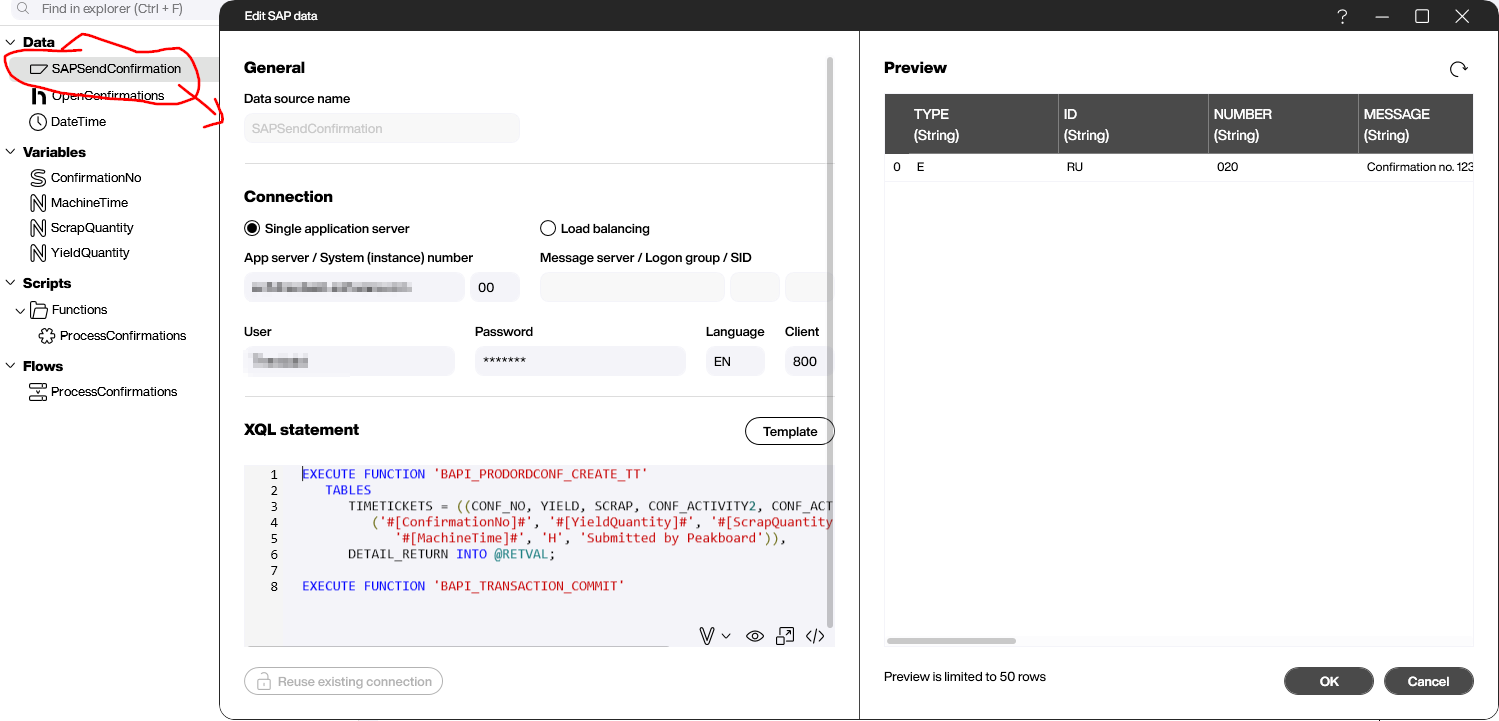 Find in explorer (Ctrl + F)
Data
SAPSendConfirmation
OpenConfirmations
DateTime
Variables
ConfirmationNo
MachineTime
ScrapQuantity
YieldQuantity
Scripts
Functions
ProcessConfirmations
Flows
ProcessConfirmations
Edit SAP data
General
Data source name
SAPSendConfirmation
Connection
Single application server
Load balancing
App server / System (instance) number
Message server / Logon group / SID
00
User
Password
Language
Client
*******
EN
800
XQL statement
Template
1 EXECUTE FUNCTION 'BAPI_PRODORDCONF_CREATE_TT'
2 TABLES
3 TIMETICKETS = ((CONF_NO, YIELD, SCRAP, CONF_ACTIVITY2, CONF_ACT
4 ('#[ConfirmationNo]#', '#[YieldQuantity]#', '#[ScrapQuantity
5 '#[MachineTime]#', 'H', 'Submitted by Peakboard')),
6 DETAIL_RETURN INTO @RETVAL;
7
8 EXECUTE FUNCTION 'BAPI_TRANSACTION_COMMIT'
Reuse existing connection
Preview
TYPE ID NUMBER MESSAGE
(String) (String) (String) (String)
0 E RU 020 Confirmation no. 123
Preview is limited to 50 rows
OK
Cancel